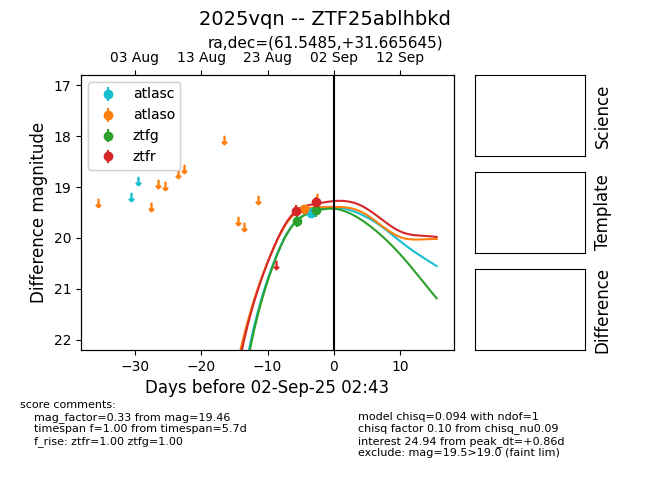 2025vqn -- ZTF25ablhbkd
ra,dec=(61.5485,+31.665645)
03 Aug 13 Aug 23 Aug 02 Sep 12 Sep
atlasc
atlaso
ztfg
ztfr
Difference magnitude
17
18
19
20
21
22
−30 −20 −10 0 10
Days before 02-Sep-25 02:43
Science
Template
Difference
score comments:
mag_factor=0.33 from mag=19.46
timespan f=1.00 from timespan=5.7d
f_rise: ztfr=1.00 ztfg=1.00
model chisq=0.094 with ndof=1
chisq factor 0.10 from chisq_nu0.09
interest 24.94 from peak_dt=+0.86d
exclude: mag=19.5>19.0 (faint lim)